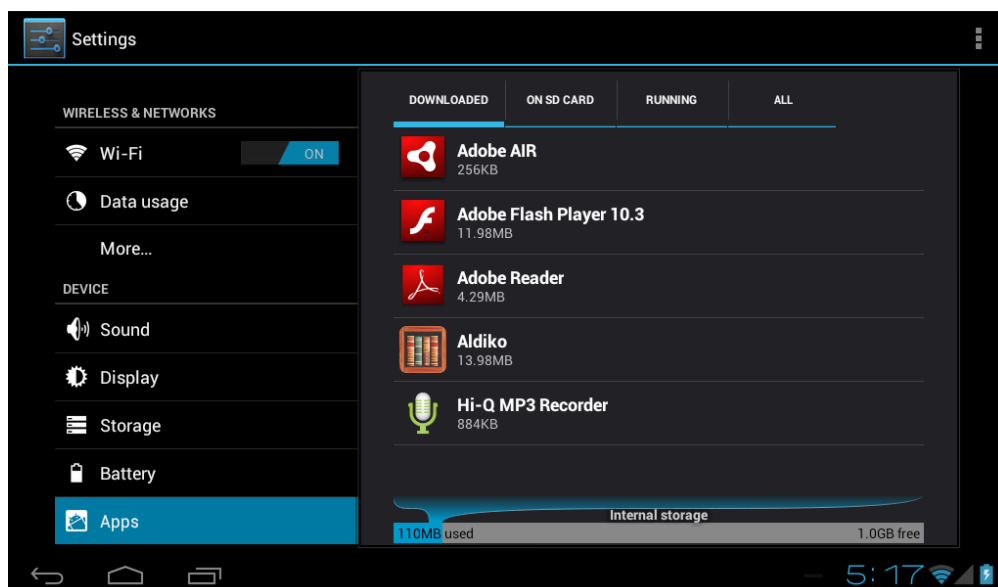 Settings
WIRELESS & NETWORKS
Wi-Fi ON
Data usage
More...
DEVICE
Sound
Display
Storage
Battery
Apps
DOWNLOADED ON SD CARD RUNNING ALL
Adobe AIR
256KB
Adobe Flash Player 10.3
11.98MB
Adobe Reader
4.29MB
Aldiko
13.98MB
Hi-Q MP3 Recorder
884KB
Internal storage
110MB used 1.0GB free
5:17